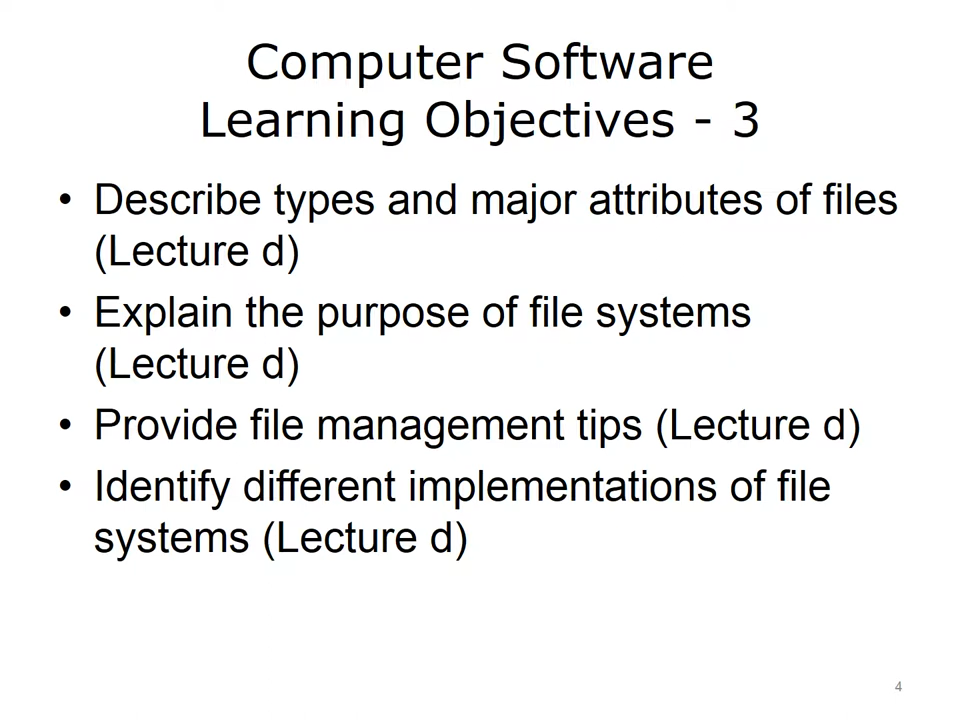 Computer Software
Learning Objectives - 3
• Describe types and major attributes of files
(Lecture d)
• Explain the purpose of file systems
(Lecture d)
• Provide file management tips (Lecture d)
• Identify different implementations of file
systems (Lecture d)
4